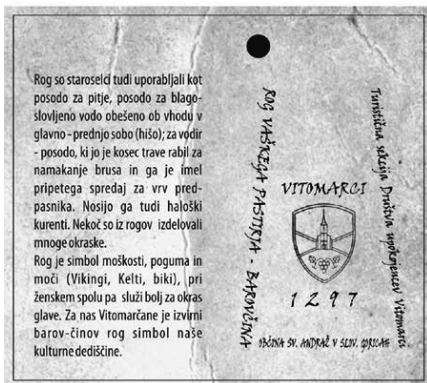 Rog so staroselci tudi uporabljali kot
posodo za pitje, posodo za blago-
slovljeno vodo obešeno ob vhodu v
glavno - prednjo sobo (hišo); za vodir
- posodo, ki jo je kosec trave rabil za
namakanje brusa in ga je imel
pripetega spredaj za vrv pred-
pasnika. Nosijo ga tudi haloški
kurenti. Nekoč so iz rogov izdelovali
mnoge okraske.
Rog je simbol moškosti, poguma in
moči (Vikingi, Kelti, biki), pri
ženskem spolu pa služi bolj za okras
glave. Za nas Vitomarčane je izvirni
barov-činov rog simbol naše
kulturne dediščine.
ROG VAŠKEGA PASTIRJA - BAROVČINA
VITOMARCI
1297
OBČINA SV. ANDRAŽ V SLOV. GORICAH
Turistična sekcija Društva upokojencev Vitomarci